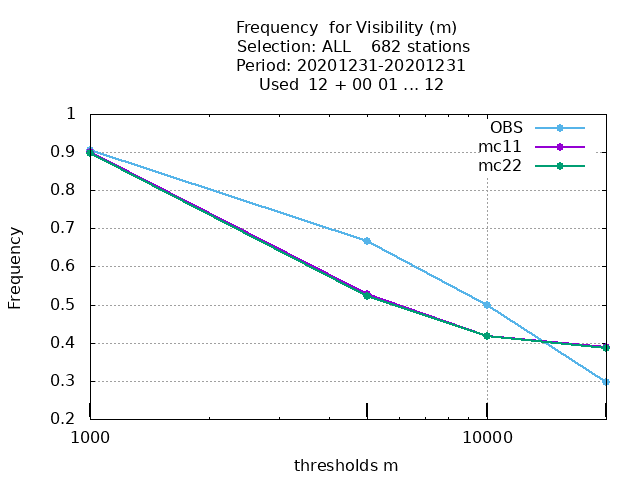 Frequency  for Visibility (m)
Selection: ALL    682 stations
Period: 20201231-20201231
Used  12 + 00 01 ... 12
1
OBS
mc11
0.9
mc22
0.8
0.7
Frequency
0.6
0.5
0.4
0.3
0.2
1000
10000
thresholds m